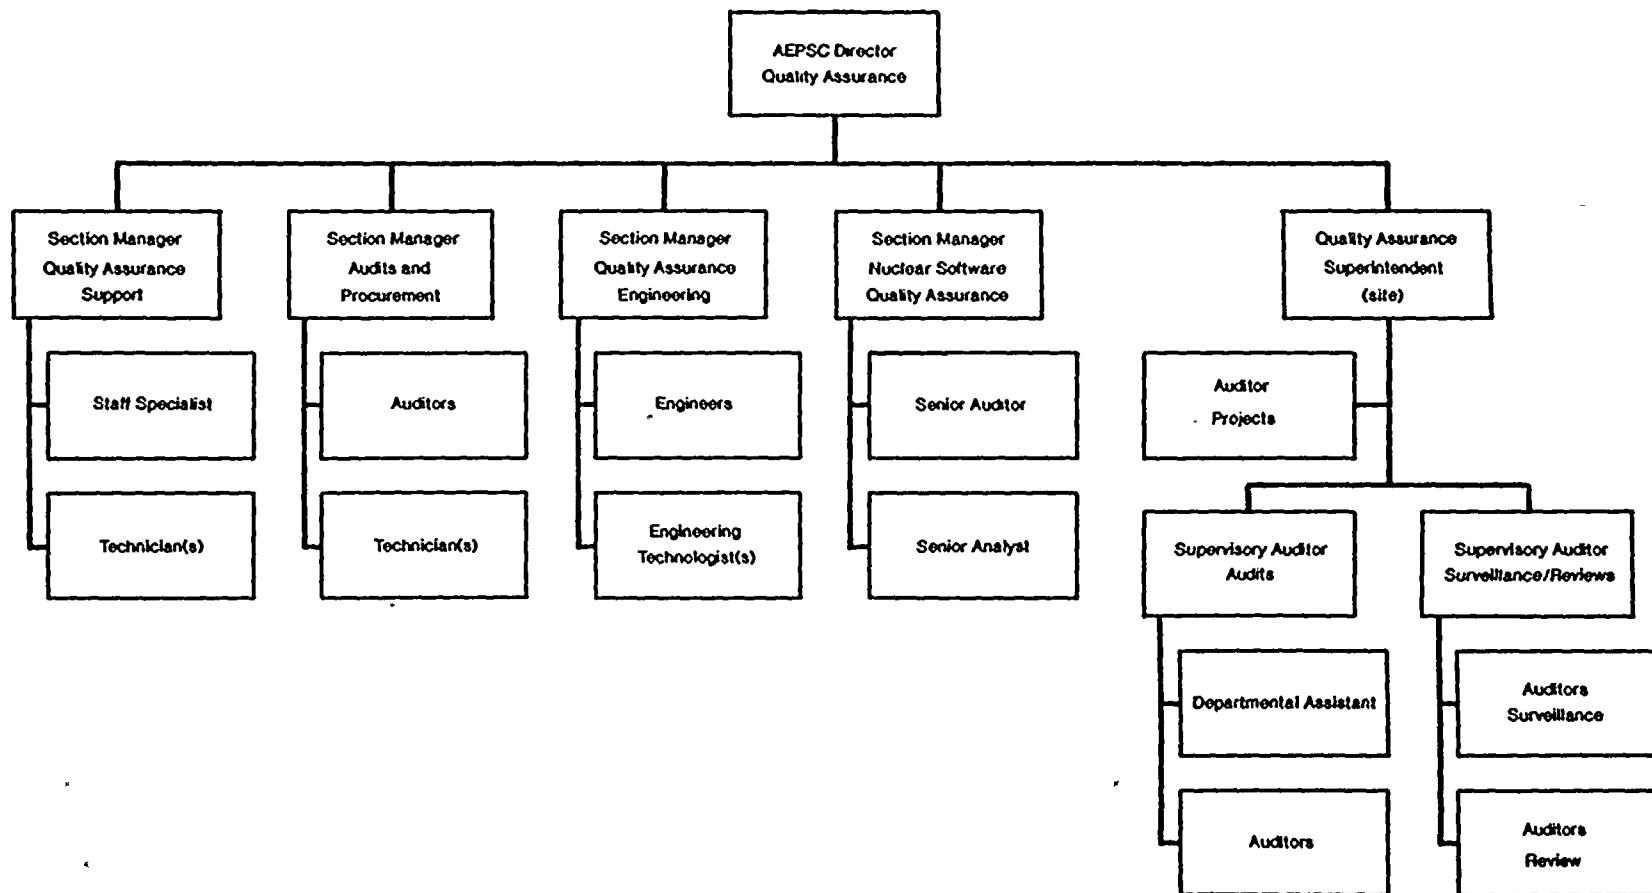 AEPSC Director
Quality Assurance
Section Manager
Quality Assurance
Support
Section Manager
Audits and
Procurement
Section Manager
Quality Assurance
Engineering
Section Manager
Nuclear Software
Quality Assurance
Quality Assurance
Superintendent
(site)
Staff Specialist
Auditors
Engineers
Senior Auditor
Auditor
Projects
Technician(s)
Technician(s)
Engineering
Technologist(s)
Senior Analyst
Supervisory Auditor
Audits
Supervisory Auditor
Surveillance/Reviews
Departmental Assistant
Auditors
Surveillance
Auditors
Auditors
Review